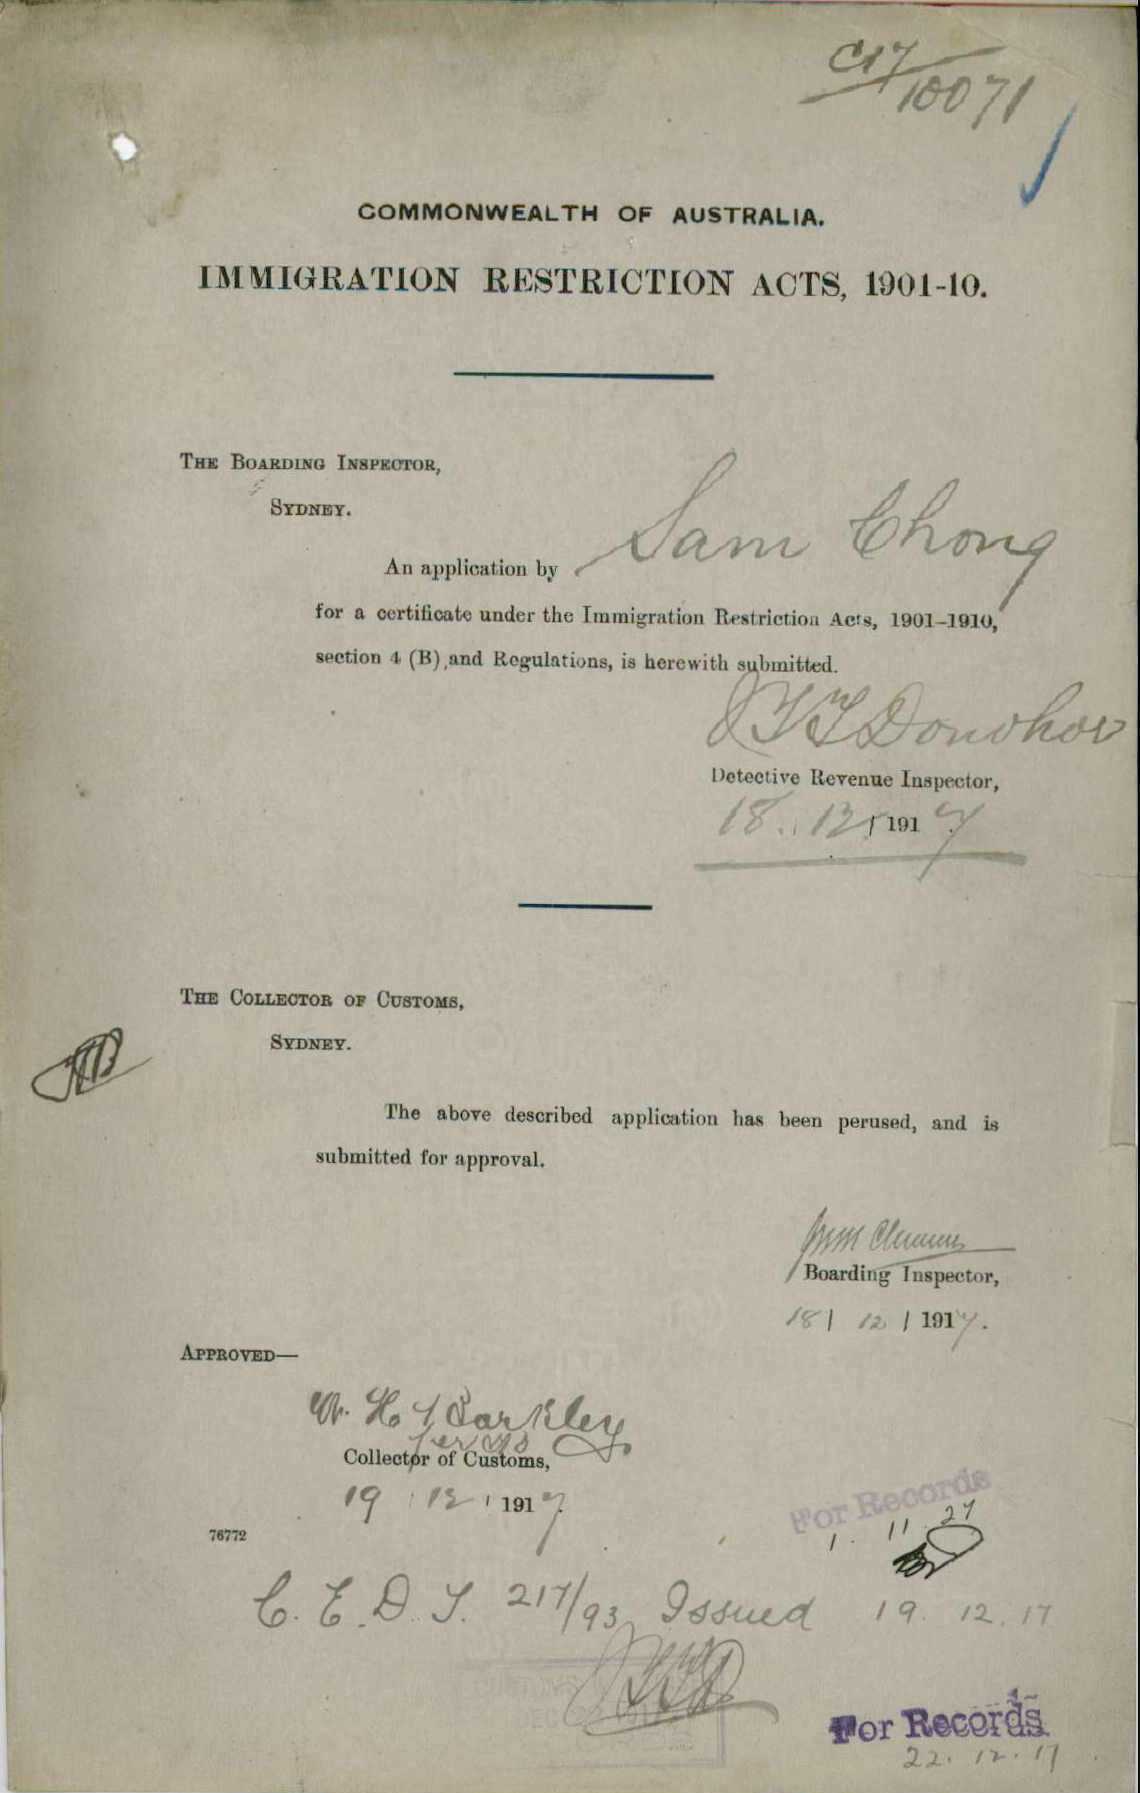 C17/10071
COMMONWEALTH OF AUSTRALIA.
IMMIGRATION RESTRICTION ACTS, 1901-10.
THE BOARDING INSPECTOR,
SYDNEY.
An application by Sam Chong
for a certificate under the Immigration Restriction Acts, 1901–1910,
section 4 (B), and Regulations, is herewith submitted.
Donohoe
Detective Revenue Inspector,
18. 12 / 1917
THE COLLECTOR OF CUSTOMS,
SYDNEY.
The above described application has been perused, and is
submitted for approval.
Boarding Inspector,
18 / 12 / 1917.
APPROVED—
W. H. Barkley
Collector of Customs,
19 / 12 / 1917
76772
For Records
1. 11. 27
C. E. D. T. 217/93 Issued 19. 12. 17
For Records
22. 12. 17